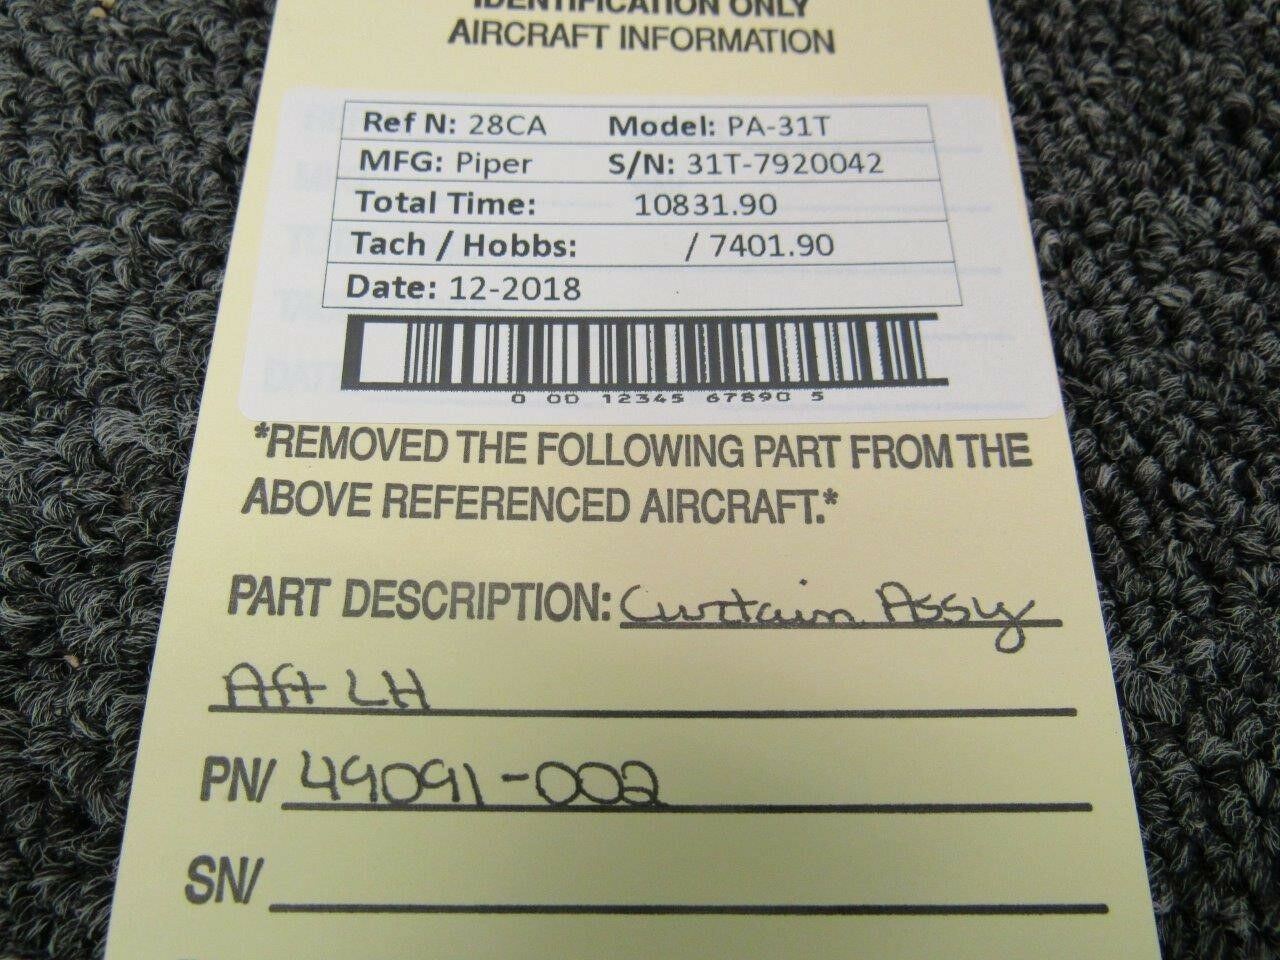 IDENTIFICATION ONLY
AIRCRAFT INFORMATION
Ref N: 28CA Model: PA-31T
MFG: Piper S/N: 31T-7920042
Total Time: 10831.90
Tach / Hobbs: / 7401.90
Date: 12-2018
0 00 12345 67890 5
*REMOVED THE FOLLOWING PART FROM THE
ABOVE REFERENCED AIRCRAFT.*
PART DESCRIPTION: Curtain Assy
Aft LH
PN/ 49091-002
SN/